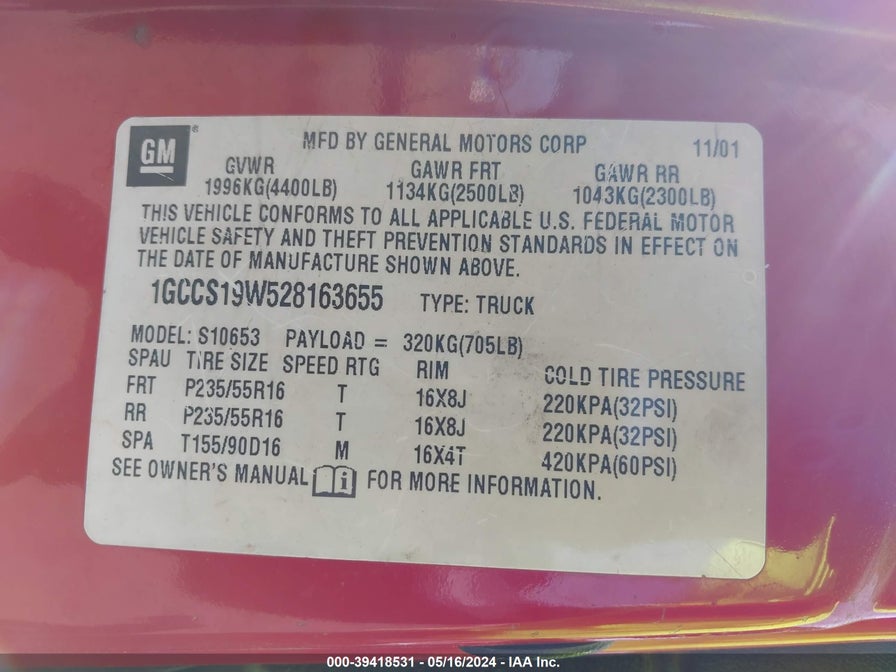 GM®
MFD BY GENERAL MOTORS CORP 11/01
GVWR GAWR FRT GAWR RR
1996KG(4400LB) 1134KG(2500LB) 1043KG(2300LB)
THIS VEHICLE CONFORMS TO ALL APPLICABLE U.S. FEDERAL MOTOR
VEHICLE SAFETY AND THEFT PREVENTION STANDARDS IN EFFECT ON
THE DATE OF MANUFACTURE SHOWN ABOVE.
1GCCS19W528163655 TYPE: TRUCK
MODEL: S10653 PAYLOAD = 320KG(705LB)
SPAU TIRE SIZE SPEED RTG RIM COLD TIRE PRESSURE
FRT P235/55R16 T 16X8J 220KPA(32PSI)
RR P235/55R16 T 16X8J 220KPA(32PSI)
SPA T155/90D16 M 16X4T 420KPA(60PSI)
SEE OWNER'S MANUAL i FOR MORE INFORMATION.
000-39418531 - 05/16/2024 - IAA Inc.